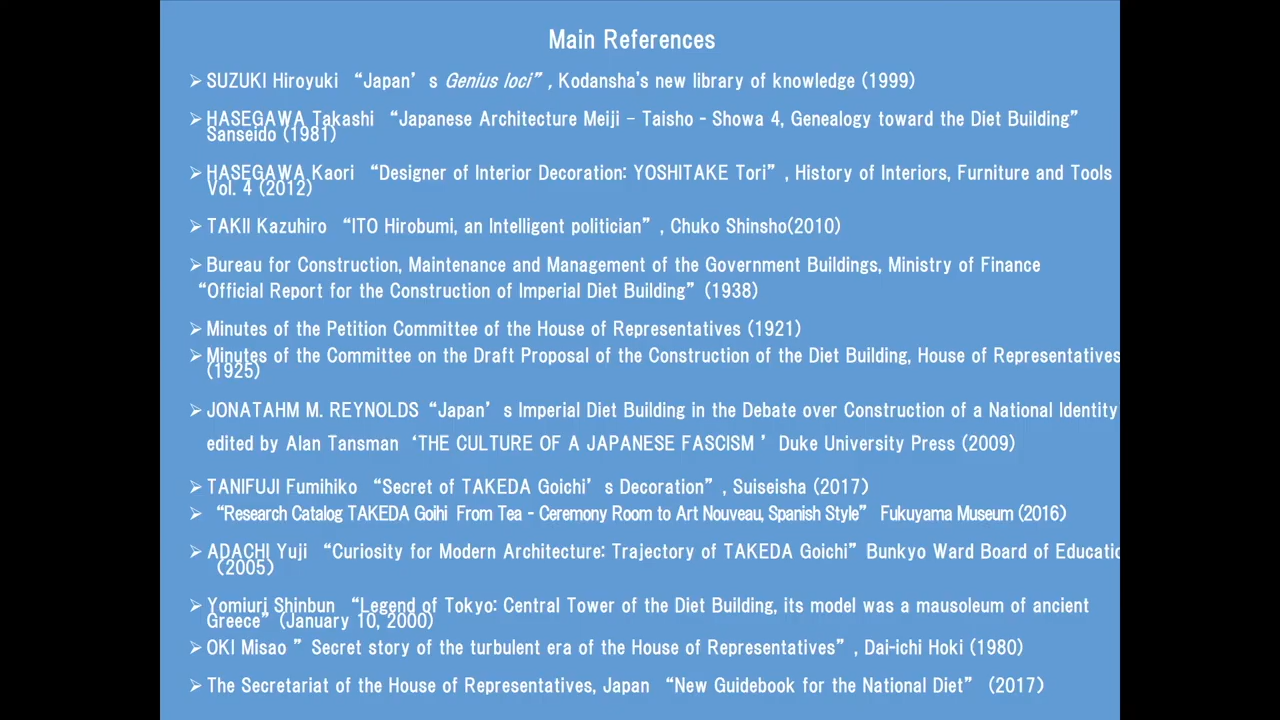 Main References
➢ SUZUKI Hiroyuki “Japan’s Genius loci”, Kodansha's new library of knowledge (1999)
➢ HASEGAWA Takashi “Japanese Architecture Meiji – Taisho - Showa 4, Genealogy toward the Diet Building”
Sanseido (1981)
➢ HASEGAWA Kaori “Designer of Interior Decoration: YOSHITAKE Tori”, History of Interiors, Furniture and Tools
Vol. 4 (2012)
➢ TAKII Kazuhiro “ITO Hirobumi, an Intelligent politician”, Chuko Shinsho(2010)
➢ Bureau for Construction, Maintenance and Management of the Government Buildings, Ministry of Finance
“Official Report for the Construction of Imperial Diet Building” (1938)
➢ Minutes of the Petition Committee of the House of Representatives (1921)
➢ Minutes of the Committee on the Draft Proposal of the Construction of the Diet Building, House of Representatives
(1925)
➢ JONATAHM M. REYNOLDS “Japan’s Imperial Diet Building in the Debate over Construction of a National Identity
edited by Alan Tansman ‘THE CULTURE OF A JAPANESE FASCISM ’ Duke University Press (2009)
➢ TANIFUJI Fumihiko “Secret of TAKEDA Goichi’s Decoration”, Suiseisha (2017)
➢ “Research Catalog TAKEDA Goihi From Tea - Ceremony Room to Art Nouveau, Spanish Style” Fukuyama Museum (2016)
➢ ADACHI Yuji “Curiosity for Modern Architecture: Trajectory of TAKEDA Goichi” Bunkyo Ward Board of Educatio
(2005)
➢ Yomiuri Shinbun “Legend of Tokyo: Central Tower of the Diet Building, its model was a mausoleum of ancient
Greece” (January 10, 2000)
➢ OKI Misao ”Secret story of the turbulent era of the House of Representatives”, Dai-ichi Hoki (1980)
➢ The Secretariat of the House of Representatives, Japan “New Guidebook for the National Diet” (2017)